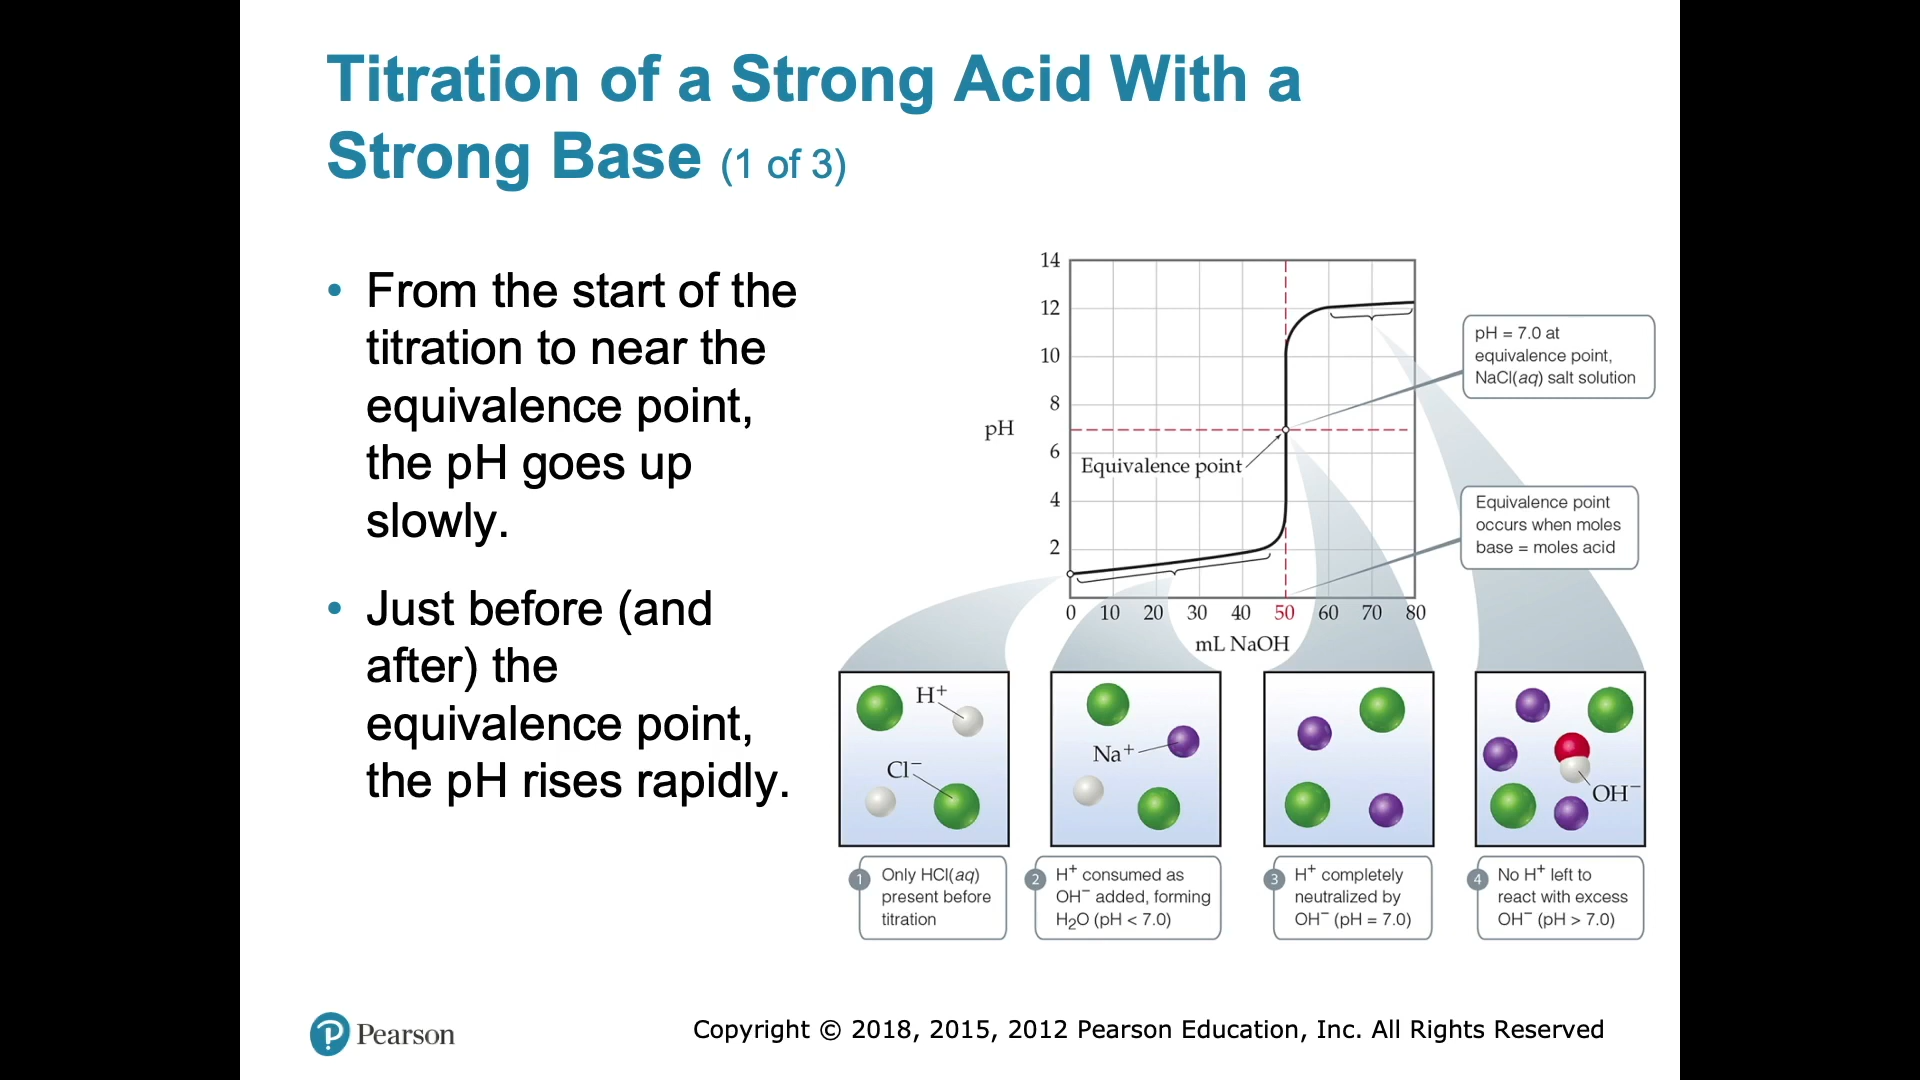 Titration of a Strong Acid With a
Strong Base (1 of 3)
• From the start of the
titration to near the
equivalence point,
the pH goes up
slowly.
• Just before (and
after) the
equivalence point,
the pH rises rapidly.
14
12
10
8
6
4
2
pH
Equivalence point
0 10 20 30 40 50 60 70 80
mL NaOH
pH = 7.0 at
equivalence point,
NaCl(aq) salt solution
Equivalence point
occurs when moles
base = moles acid
H⁺
Cl⁻
Na⁺
OH⁻
1 Only HCl(aq)
present before
titration
2 H⁺ consumed as
OH⁻ added, forming
H₂O (pH < 7.0)
3 H⁺ completely
neutralized by
OH⁻ (pH = 7.0)
4 No H⁺ left to
react with excess
OH⁻ (pH > 7.0)
P Pearson
Copyright © 2018, 2015, 2012 Pearson Education, Inc. All Rights Reserved